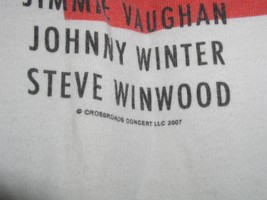 JIMMIE VAUGHAN
JOHNNY WINTER
STEVE WINWOOD
© CROSSROADS CONCERT LLC 2007